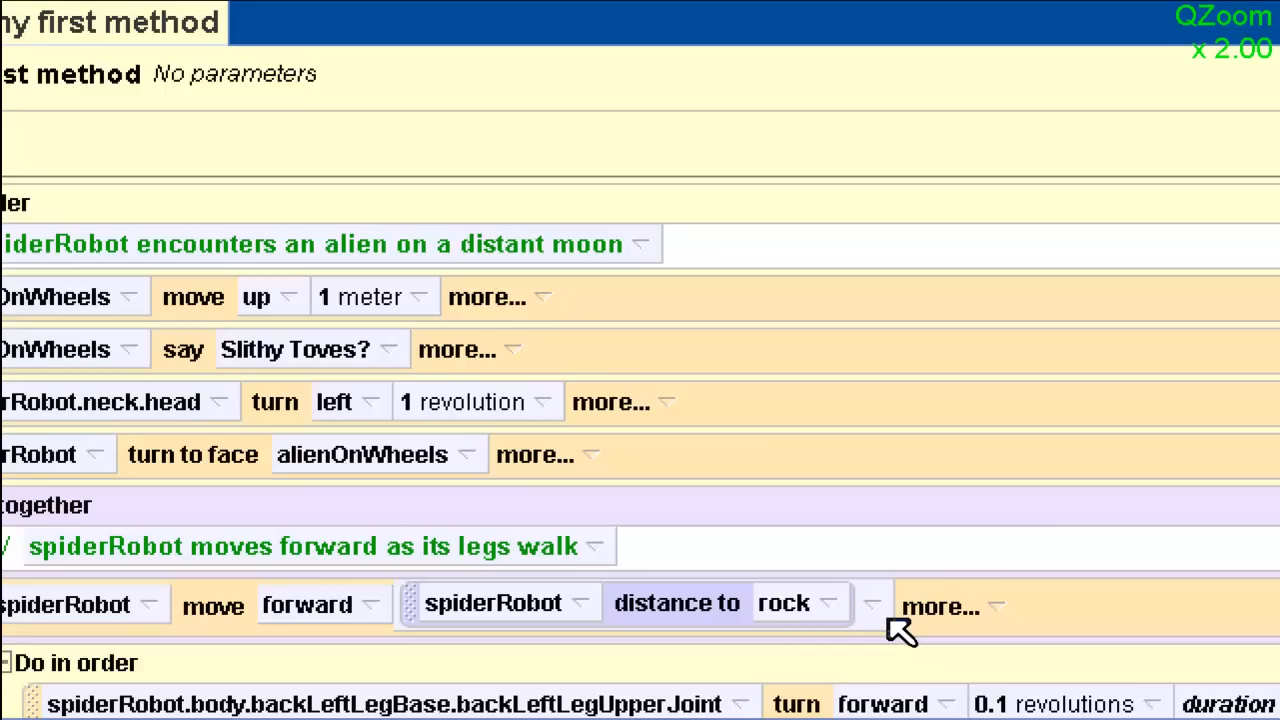 ny first method
QZoom
x 2.00
st method No parameters
der
iderRobot encounters an alien on a distant moon
OnWheels move up 1 meter more...
OnWheels say Slithy Toves? more...
rRobot.neck.head turn left 1 revolution more...
rRobot turn to face alienOnWheels more...
together
/ spiderRobot moves forward as its legs walk
spiderRobot move forward spiderRobot distance to rock more...
Do in order
spiderRobot.body.backLeftLegBase.backLeftLegUpperJoint turn forward 0.1 revolutions duration